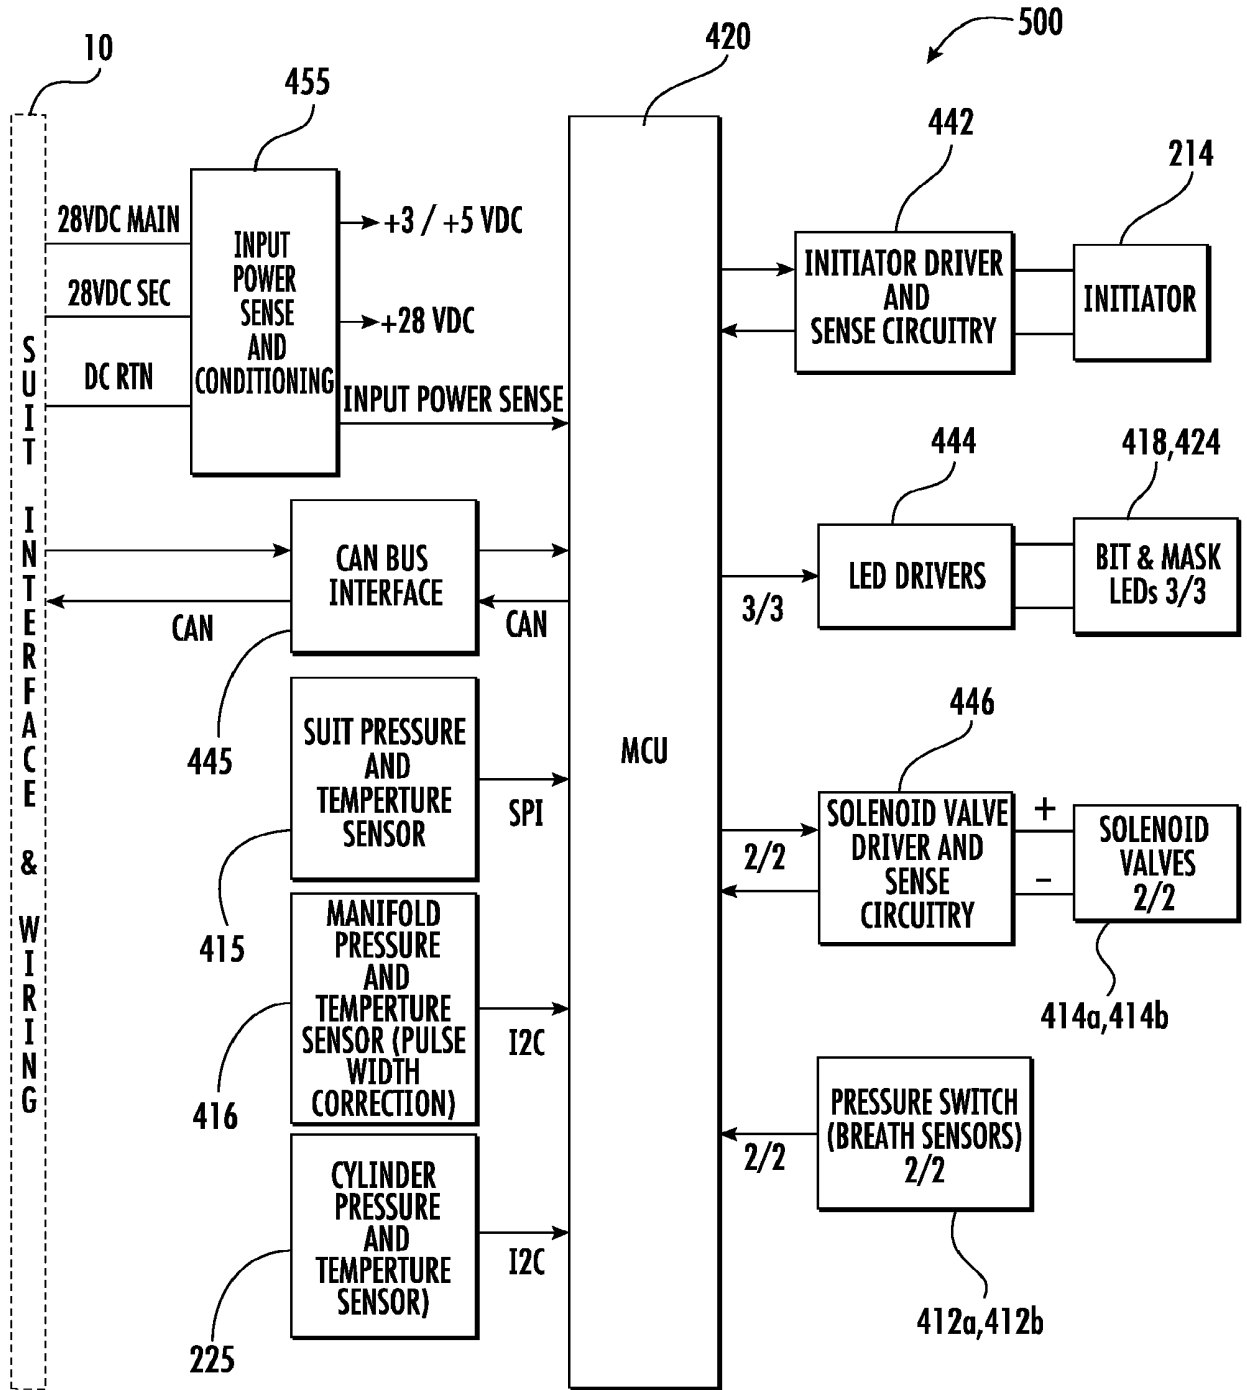 500
10
420
455
442
214
28VDC MAIN
28VDC SEC
DC RTN
INPUT
POWER
SENSE
AND
CONDITIONING
+3 / +5 VDC
+28 VDC
INPUT POWER SENSE
INITIATOR DRIVER
AND
SENSE CIRCUITRY
INITIATOR
SUIT INTERFACE & WIRING
444
418,424
CAN BUS
INTERFACE
CAN
CAN
445
LED DRIVERS
3/3
BIT & MASK
LEDs 3/3
SUIT PRESSURE
AND
TEMPERTURE
SENSOR
SPI
415
MCU
446
SOLENOID VALVE
DRIVER AND
SENSE
CIRCUITRY
2/2
+
−
SOLENOID
VALVES
2/2
414a,414b
MANIFOLD
PRESSURE
AND
TEMPERTURE
SENSOR (PULSE
WIDTH
CORRECTION)
I2C
416
PRESSURE SWITCH
(BREATH SENSORS)
2/2
2/2
412a,412b
CYLINDER
PRESSURE
AND
TEMPERTURE
SENSOR)
I2C
225